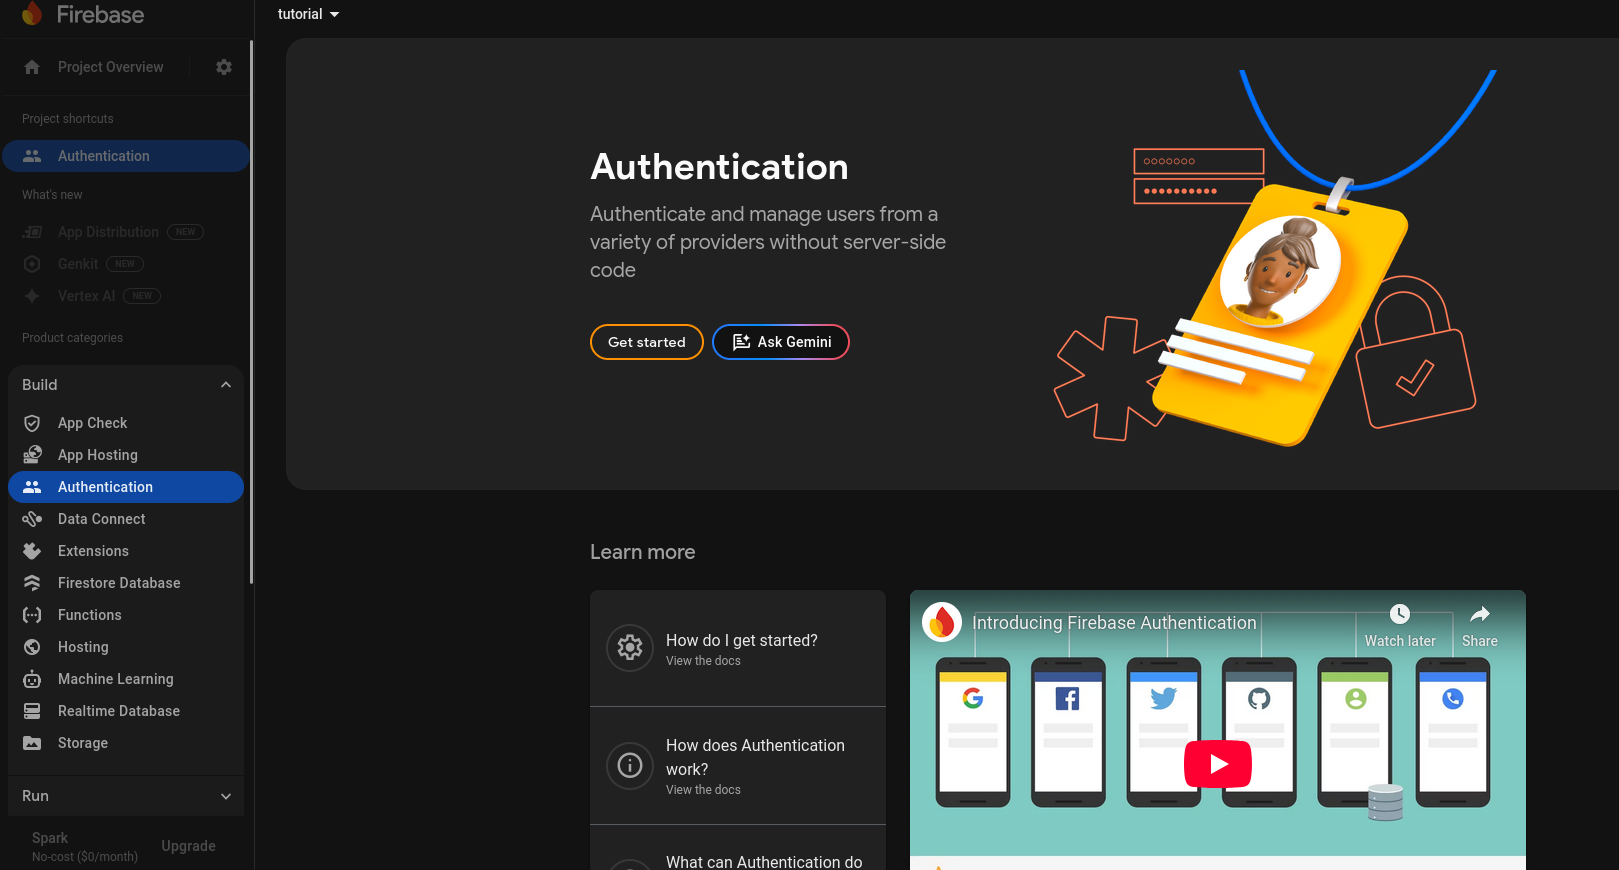 Firebase
Project Overview
Project shortcuts
Authentication
What's new
App Distribution NEW
Genkit NEW
Vertex AI NEW
Product categories
Build
App Check
App Hosting
Authentication
Data Connect
Extensions
Firestore Database
Functions
Hosting
Machine Learning
Realtime Database
Storage
Run
Spark
No-cost ($0/month)
Upgrade
tutorial
Authentication
Authenticate and manage users from a
variety of providers without server-side
code
Get started
Ask Gemini
Learn more
How do I get started?
View the docs
How does Authentication
work?
View the docs
What can Authentication do
Introducing Firebase Authentication
Watch later
Share